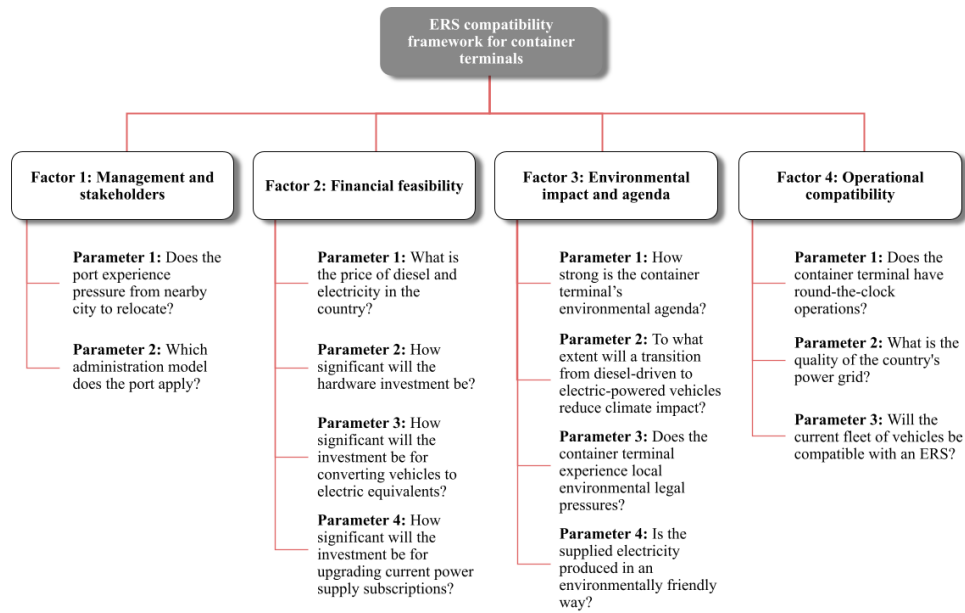 ERS compatibility
framework for container
terminals
Factor 1: Management and
stakeholders
Parameter 1: Does the
port experience
pressure from nearby
city to relocate?
Parameter 2: Which
administration model
does the port apply?
Factor 2: Financial feasibility
Parameter 1: What is
the price of diesel and
electricity in the
country?
Parameter 2: How
significant will the
hardware investment be?
Parameter 3: How
significant will the
investment be for
converting vehicles to
electric equivalents?
Parameter 4: How
significant will the
investment be for
upgrading current power
supply subscriptions?
Factor 3: Environmental
impact and agenda
Parameter 1: How
strong is the container
terminal's
environmental agenda?
Parameter 2: To what
extent will a transition
from diesel-driven to
electric-powered vehicles
reduce climate impact?
Parameter 3: Does the
container terminal
experience local
environmental legal
pressures?
Parameter 4: Is the
supplied electricity
produced in an
environmentally friendly
way?
Factor 4: Operational
compatibility
Parameter 1: Does the
container terminal have
round-the-clock
operations?
Parameter 2: What is the
quality of the country's
power grid?
Parameter 3: Will the
current fleet of vehicles be
compatible with an ERS?